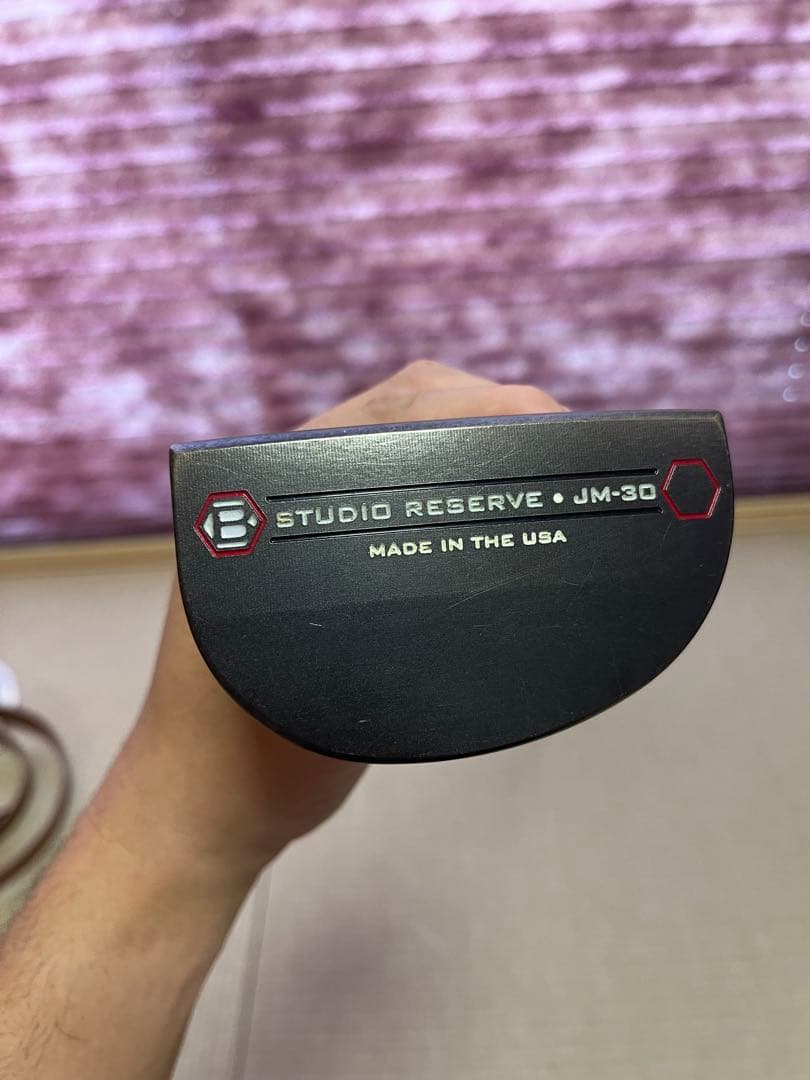 B STUDIO RESERVE • JM-30
MADE IN THE USA